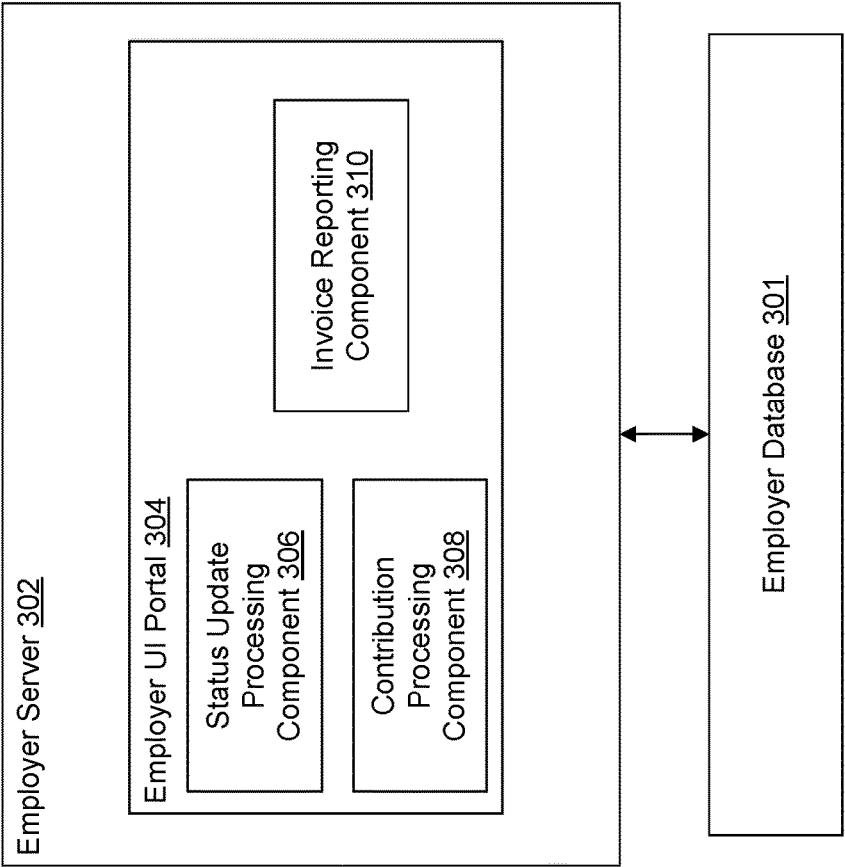 Employer Server 302
Employer UI Portal 304
Status Update
Processing
Component 306
Contribution
Processing
Component 308
Invoice Reporting
Component 310
Employer Database 301